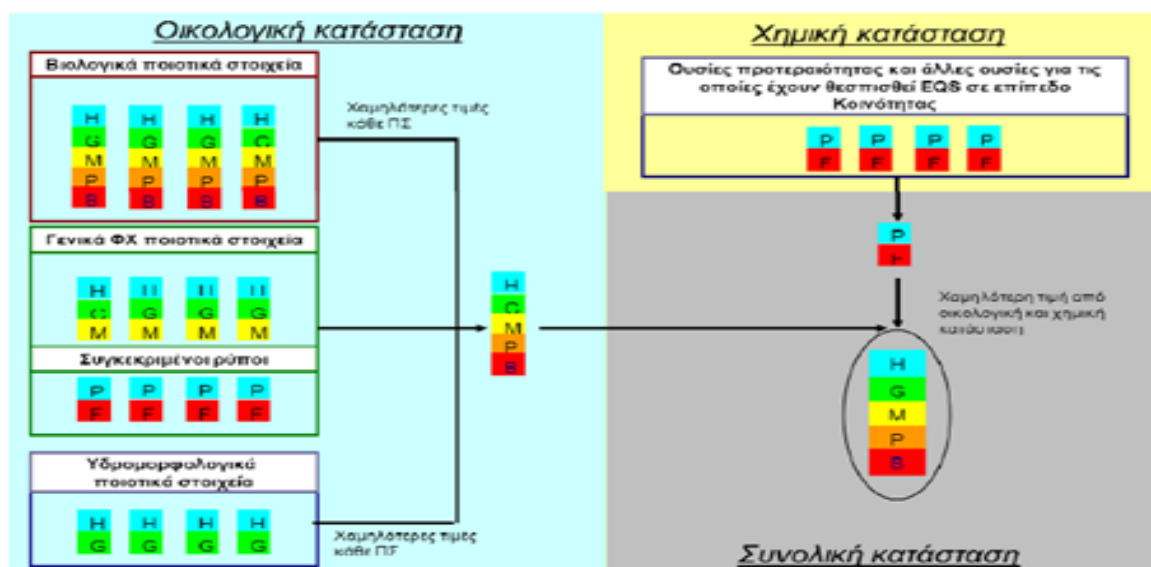 Οικολογική κατάσταση
Βιολογικά ποιοτικά στοιχεία
H H H H
G G G C
M M M M
P P P P
B B B B
Χαμηλότερες τιμές
κάθε ΠΣ
Γενικά ΦΧ ποιοτικά στοιχεία
H H H H
C G G G
M M M M
Συγκεκριμένοι ρύποι
P P P P
F F F F
Υδρομορφολογικά
ποιοτικά στοιχεία
H H H H
G G G G
Χαμηλότερες τιμές
κάθε ΠΣ
H
C
M
P
B
Χημική κατάσταση
Ουσίες προτεραιότητας και άλλες ουσίες για τις
οποίες έχουν θεσπισθεί EQS σε επίπεδο
Κοινότητας
P P P P
F F F F
P
F
Χαμηλότερη τιμή από
οικολογική και χημική
κατάσταση
H
G
M
P
B
Συνολική κατάσταση